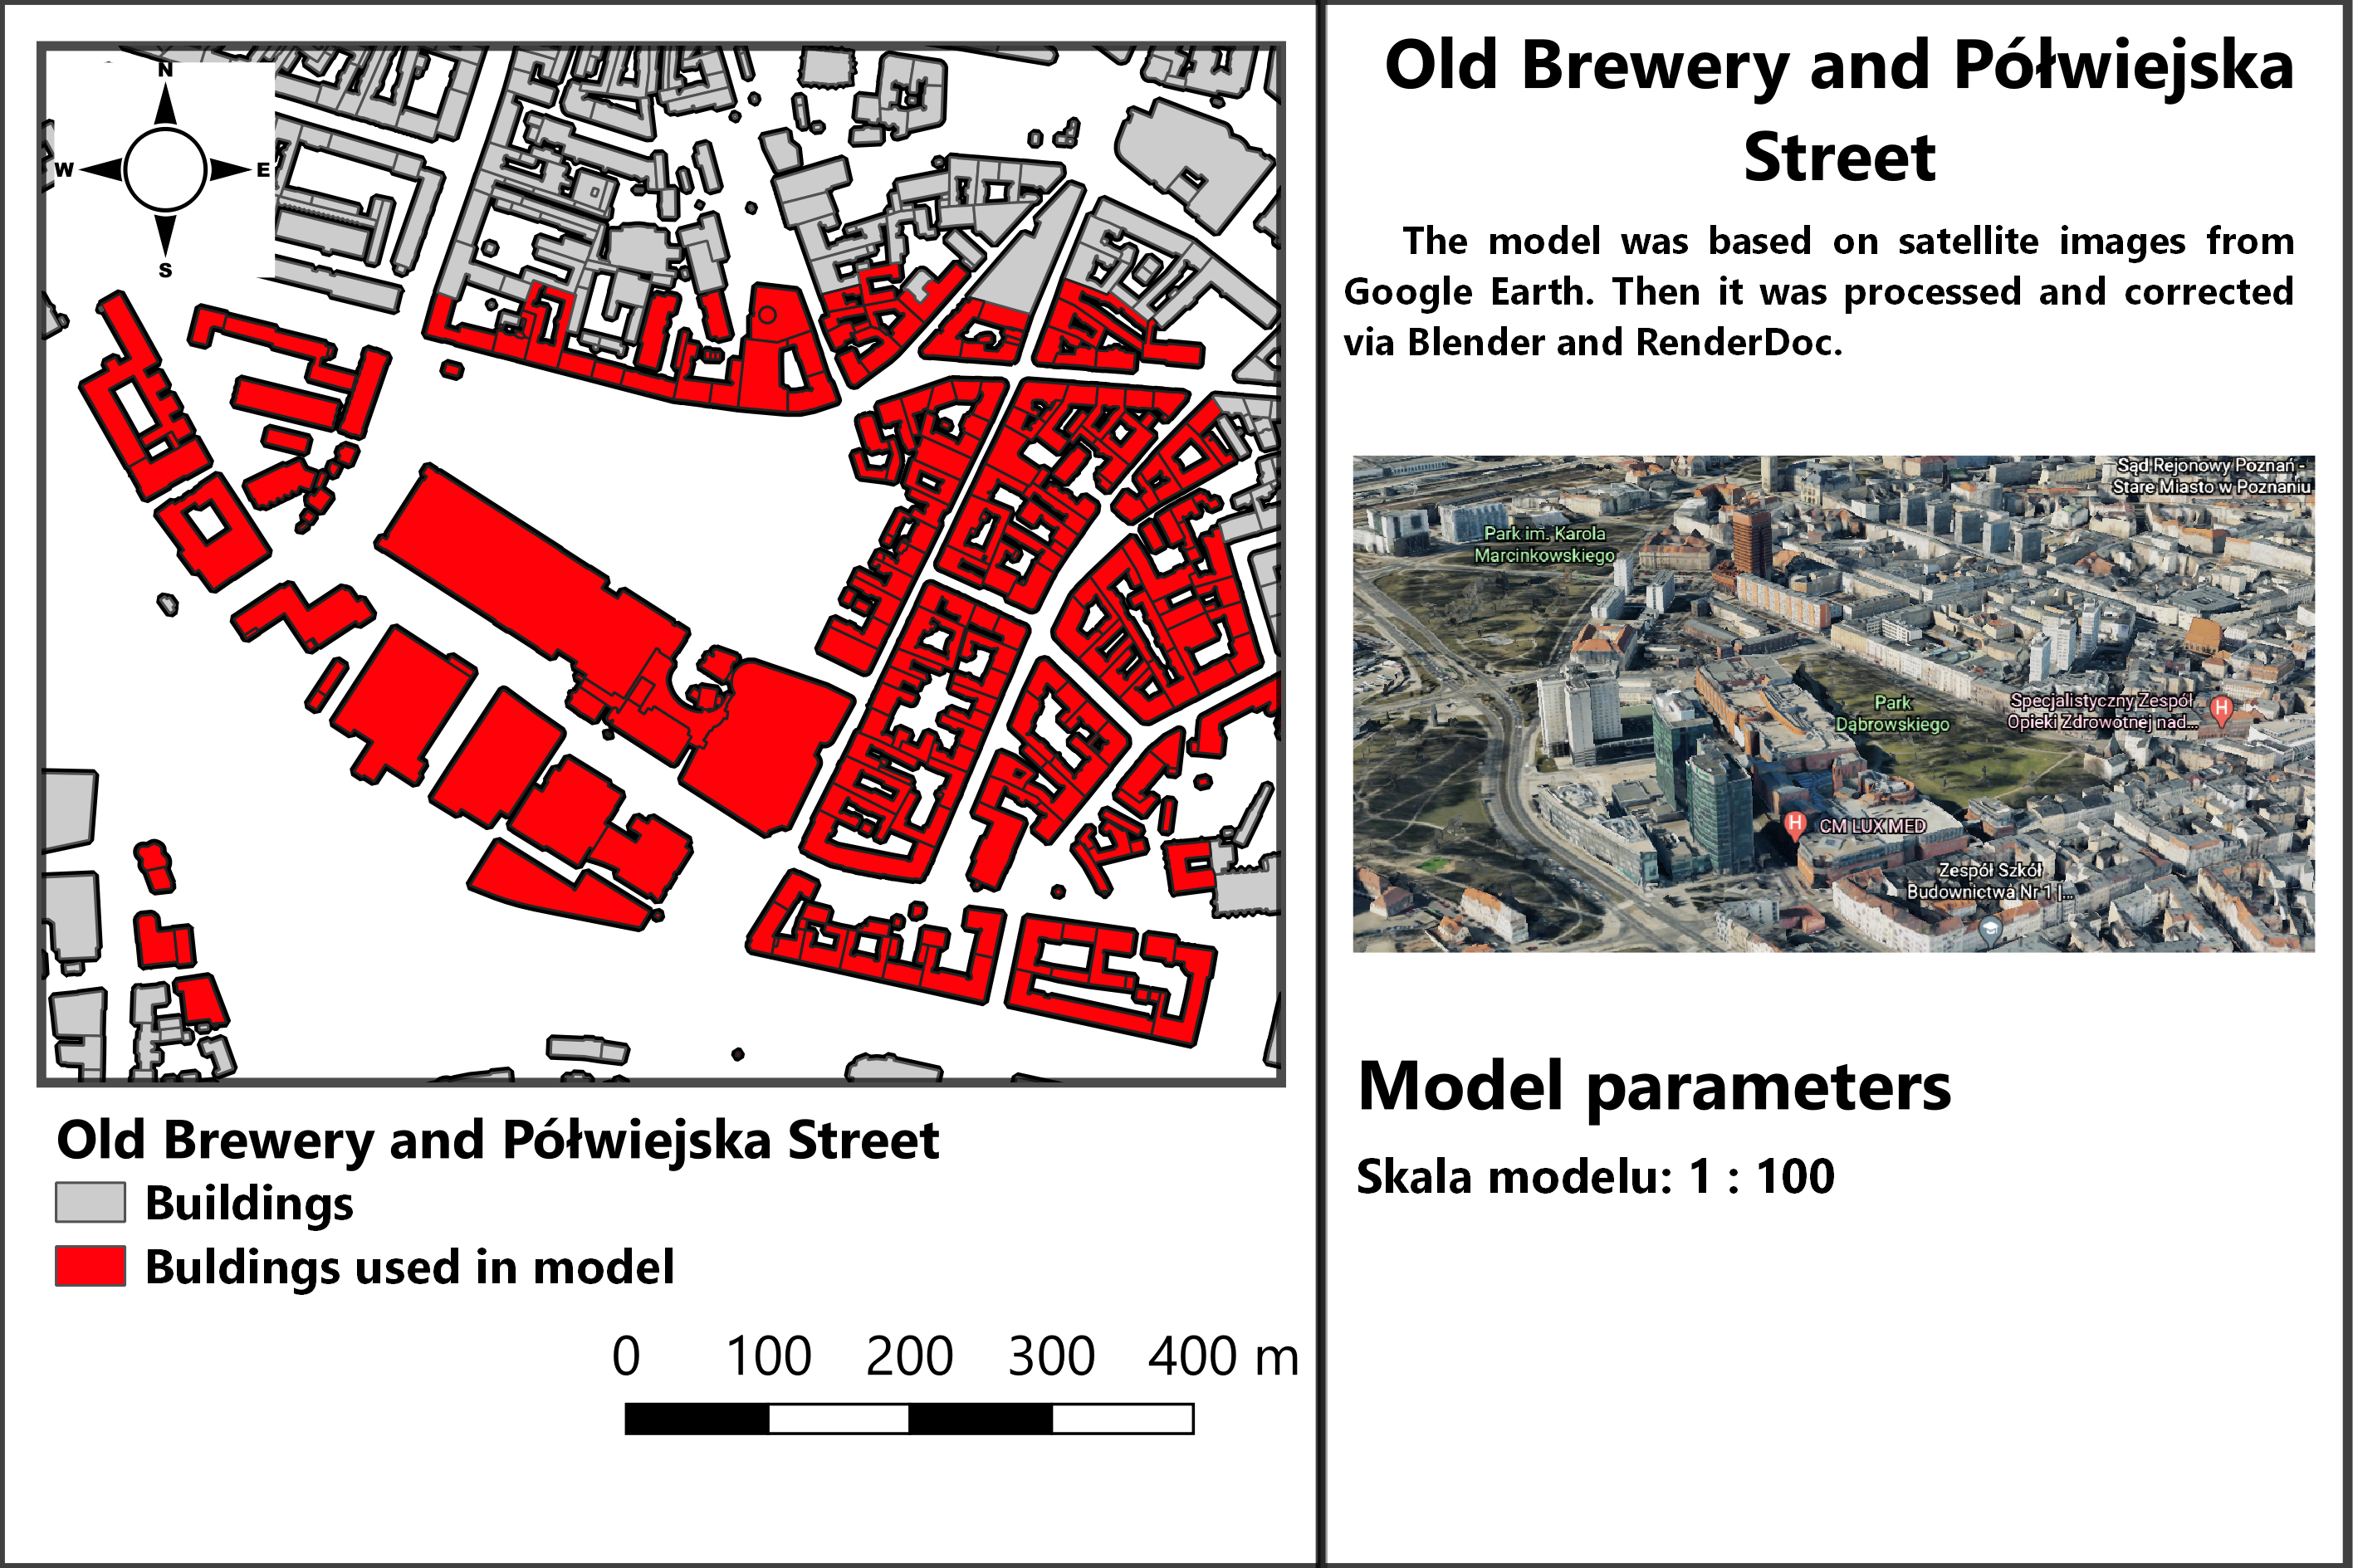 N
W
E
S
Old Brewery and Półwiejska Street
Buildings
Buldings used in model
0 100 200 300 400 m
Old Brewery and Półwiejska
Street
The model was based on satellite images from
Google Earth. Then it was processed and corrected
via Blender and RenderDoc.
Sąd Rejonowy Poznań -
Stare Miasto w Poznaniu
Park im. Karola
Marcinkowskiego
Park
Dąbrowskiego
Specjalistyczny Zespół
Opieki Zdrowotnej nad...
H
H
CM LUX MED
Zespół Szkół
Budownictwa Nr 1 |...
Model parameters
Skala modelu: 1 : 100